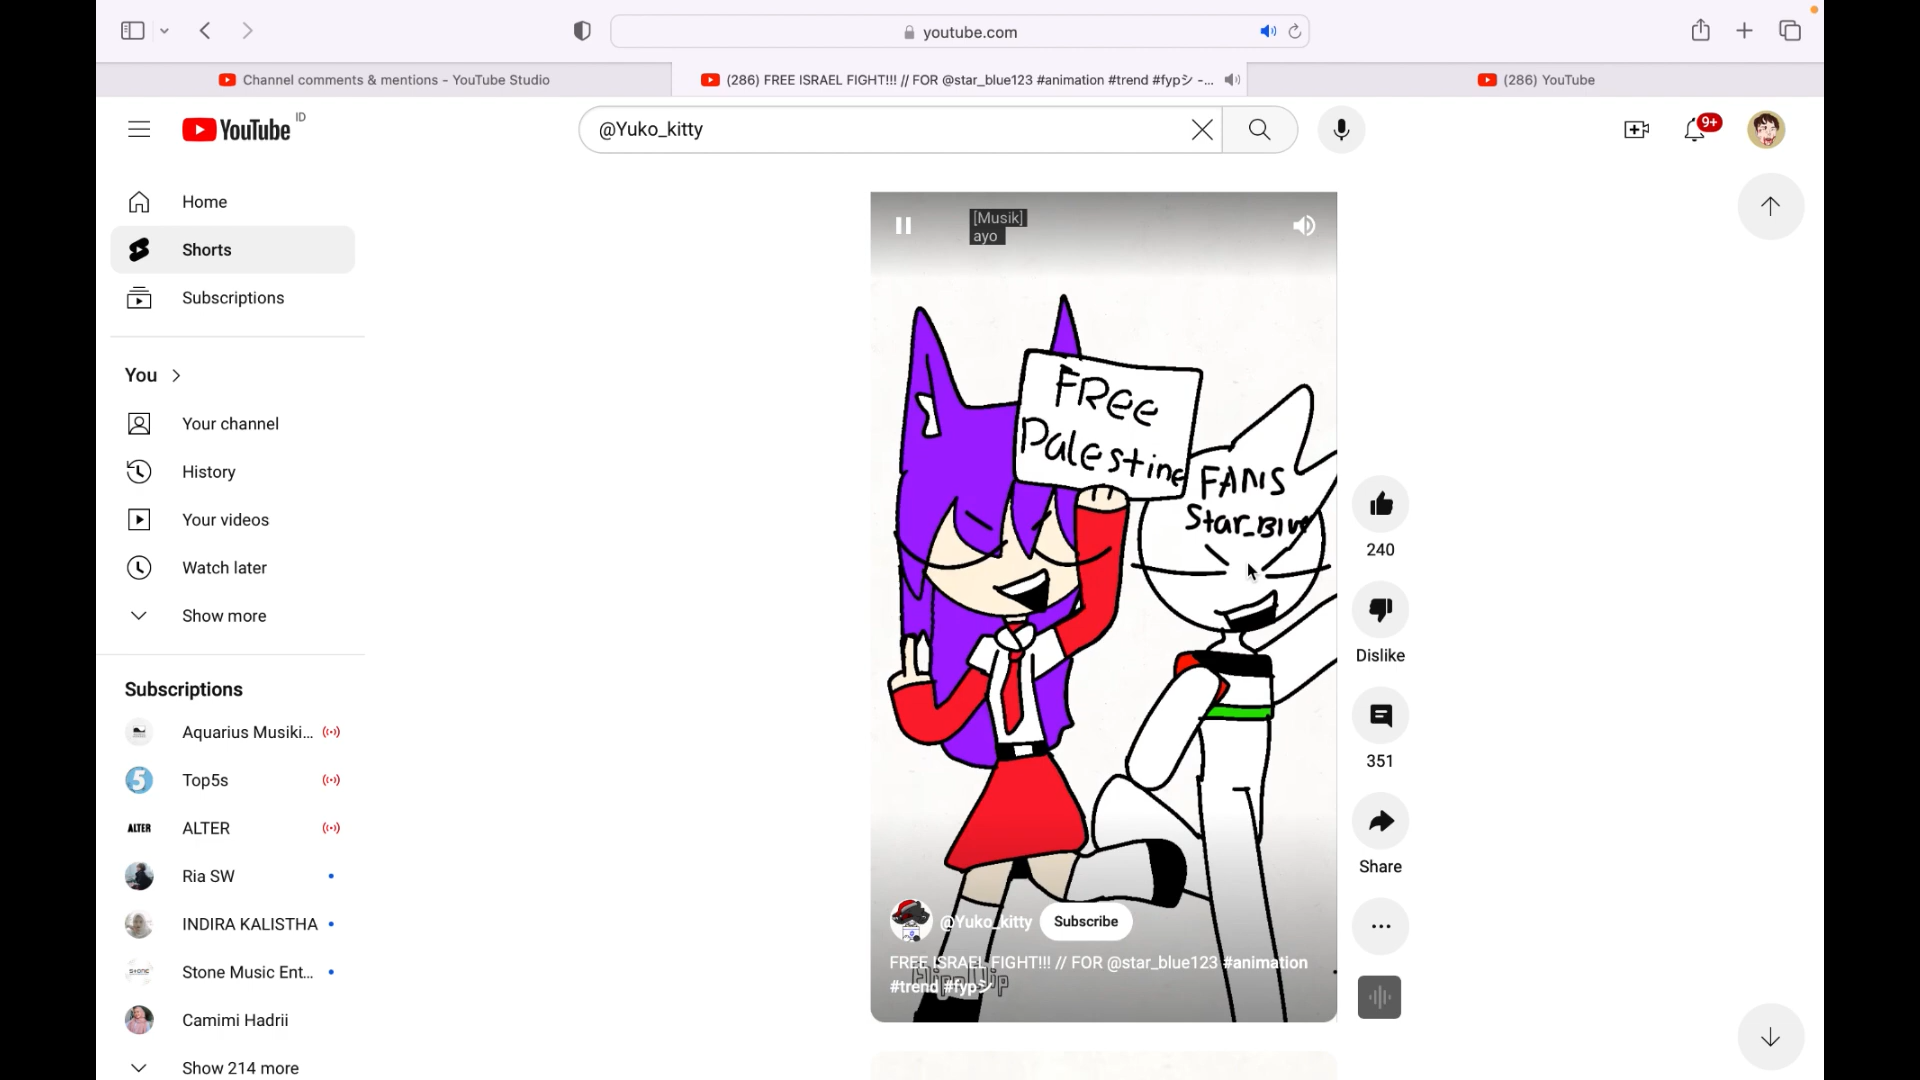 youtube.com
Channel comments & mentions - YouTube Studio
(286) FREE ISRAEL FIGHT!!! // FOR @star_blue123 #animation #trend #fypシ -...
(286) YouTube
YouTube ID
@Yuko_kitty
9+
Home
Shorts
Subscriptions
You
Your channel
History
Your videos
Watch later
Show more
Subscriptions
Aquarius Musiki...
5
Top5s
ALTER
ALTER
Ria SW
INDIRA KALISTHA
STONE
Stone Music Ent...
Camimi Hadrii
Show 214 more
[Musik]
ayo
FRee
Palestine
FANS
Star_Blue
240
Dislike
351
Share
@Yuko_kitty
Subscribe
FREE ISRAEL FIGHT!!! // FOR @star_blue123 #animation
#trend #fypシ
FlipaClip